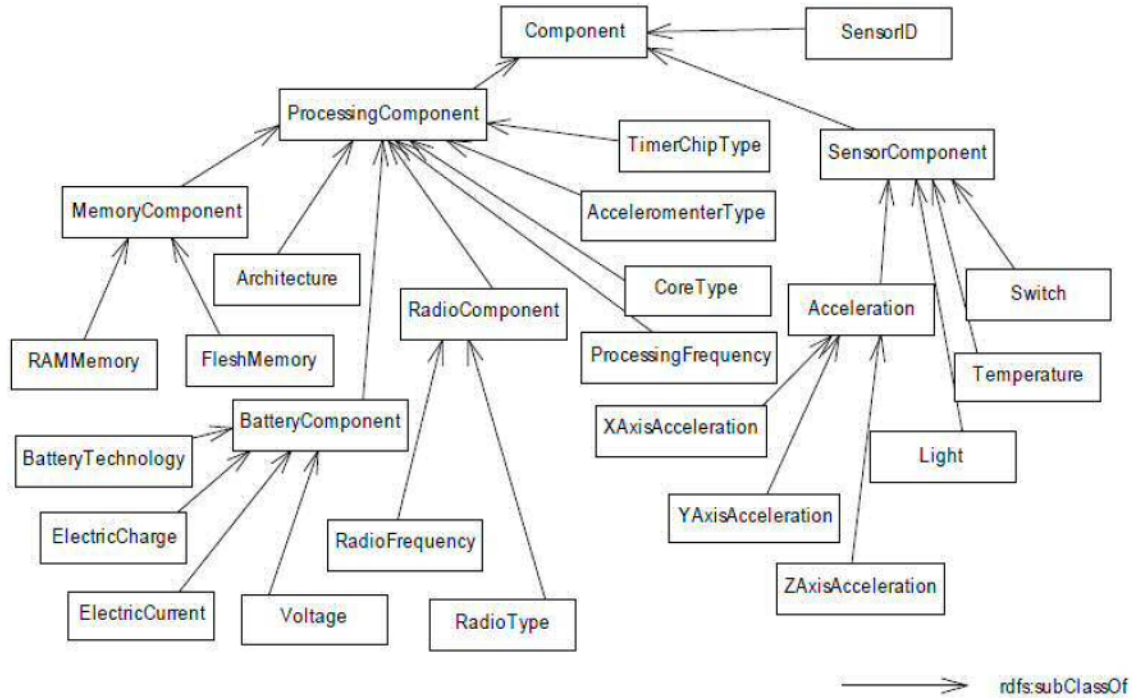 Component
SensorID
ProcessingComponent
TimerChipType
SensorComponent
MemoryComponent
AcceleromenterType
Architecture
CoreType
RadioComponent
Acceleration
Switch
RAMMemory
FleshMemory
ProcessingFrequency
Temperature
BatteryComponent
XAxisAcceleration
BatteryTechnology
Light
YAxisAcceleration
ElectricCharge
RadioFrequency
ZAxisAcceleration
ElectricCurrent
Voltage
RadioType
rdfs:subClassOf